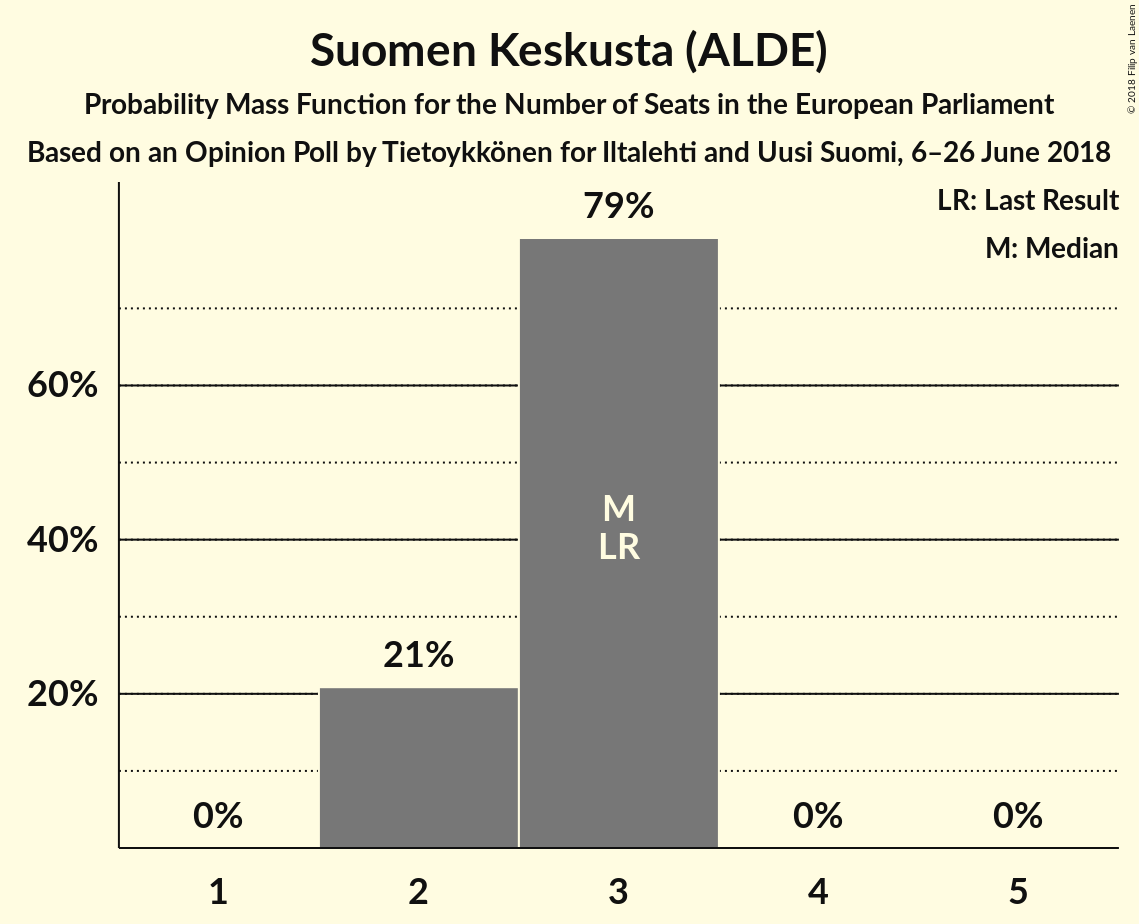 Suomen Keskusta (ALDE)
Probability Mass Function for the Number of Seats in the European Parliament
Based on an Opinion Poll by Tietoykkönen for Iltalehti and Uusi Suomi, 6–26 June 2018
© 2018 Filip van Laenen
LR: Last Result
M: Median
79%
60%
M
40%
LR
21%
20%
0%
0%
0%
1
2
3
4
5